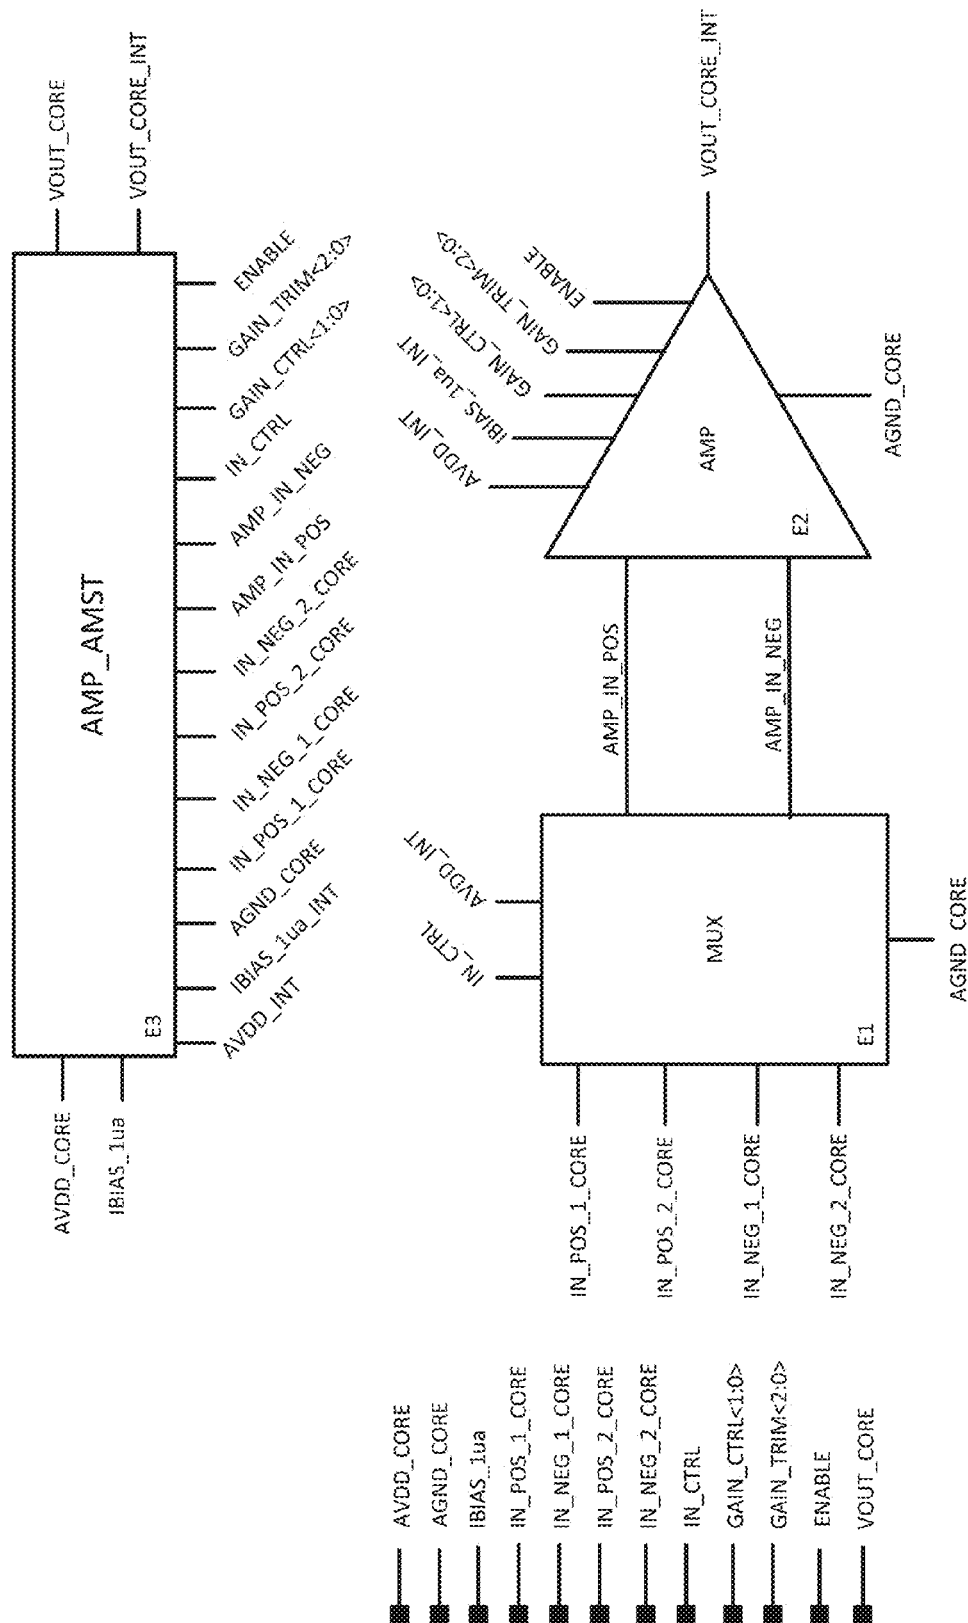 AMP_AMST
E3
AVDD_CORE
IBIAS_1ua
VOUT_CORE
VOUT_CORE_INT
AVDD_INT
IBIAS_1ua_INT
AGND_CORE
IN_POS_1_CORE
IN_NEG_1_CORE
IN_POS_2_CORE
IN_NEG_2_CORE
AMP_IN_POS
AMP_IN_NEG
IN_CTRL
GAIN_CTRL<1:0>
GAIN_TRIM<2:0>
ENABLE
AVDD_CORE
AGND_CORE
IBIAS_1ua
IN_POS_1_CORE
IN_NEG_1_CORE
IN_POS_2_CORE
IN_NEG_2_CORE
IN_CTRL
GAIN_CTRL<1:0>
GAIN_TRIM<2:0>
ENABLE
VOUT_CORE
IN_POS_1_CORE
IN_POS_2_CORE
IN_NEG_1_CORE
IN_NEG_2_CORE
IN_CTRL
AVDD_INT
MUX
E1
AGND_CORE
AMP_IN_POS
AMP_IN_NEG
AVDD_INT
IBIAS_1ua_INT
GAIN_CTRL<1:0>
GAIN_TRIM<2:0>
ENABLE
AMP
E2
AGND_CORE
VOUT_CORE_INT